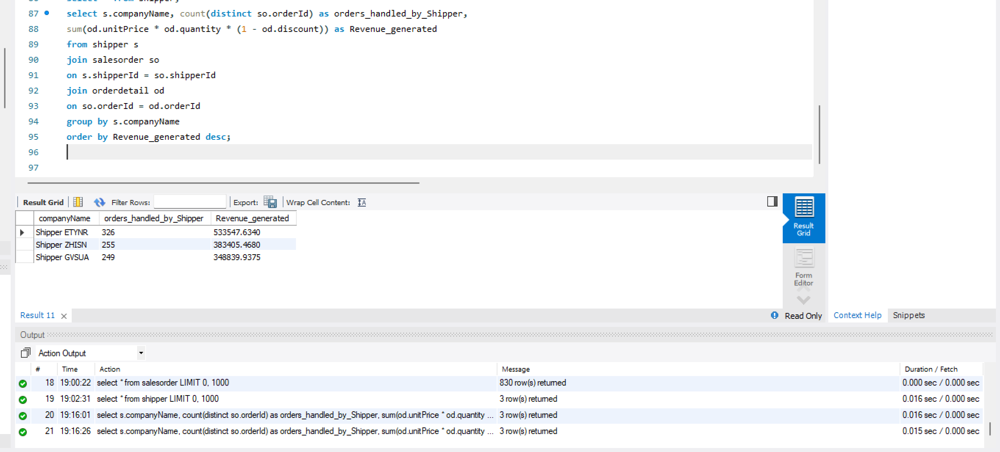 86 select * from shipper;
87 select s.companyName, count(distinct so.orderId) as orders_handled_by_Shipper,
88 sum(od.unitPrice * od.quantity * (1 - od.discount)) as Revenue_generated
89 from shipper s
90 join salesorder so
91 on s.shipperId = so.shipperId
92 join orderdetail od
93 on so.orderId = od.orderId
94 group by s.companyName
95 order by Revenue_generated desc;
96
97
Result Grid Filter Rows: Export: Wrap Cell Content:
companyName orders_handled_by_Shipper Revenue_generated
Shipper ETYNR 326 533547.6340
Shipper ZHISN 255 383405.4680
Shipper GVSUA 249 348839.9375
Result
Grid
Form
Editor
Result 11 Read Only Context Help Snippets
Output
Action Output
# Time Action Message Duration / Fetch
18 19:00:22 select * from salesorder LIMIT 0, 1000 830 row(s) returned 0.000 sec / 0.000 sec
19 19:02:31 select * from shipper LIMIT 0, 1000 3 row(s) returned 0.016 sec / 0.000 sec
20 19:16:01 select s.companyName, count(distinct so.orderId) as orders_handled_by_Shipper, sum(od.unitPrice * od.quantity ... 3 row(s) returned 0.016 sec / 0.000 sec
21 19:16:26 select s.companyName, count(distinct so.orderId) as orders_handled_by_Shipper, sum(od.unitPrice * od.quantity ... 3 row(s) returned 0.015 sec / 0.000 sec